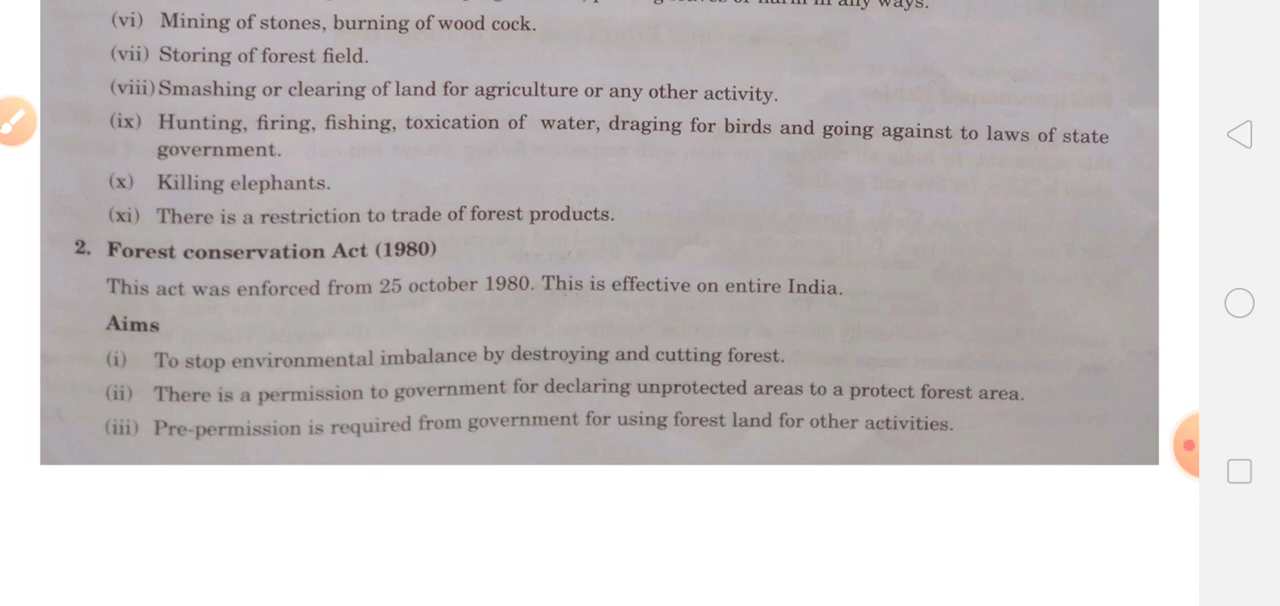 any ways.
(vi) Mining of stones, burning of wood cock.
(vii) Storing of forest field.
(viii) Smashing or clearing of land for agriculture or any other activity.
(ix) Hunting, firing, fishing, toxication of water, draging for birds and going against to laws of state
government.
(x) Killing elephants.
(xi) There is a restriction to trade of forest products.
2. Forest conservation Act (1980)
This act was enforced from 25 october 1980. This is effective on entire India.
Aims
(i) To stop environmental imbalance by destroying and cutting forest.
(ii) There is a permission to government for declaring unprotected areas to a protect forest area.
(iii) Pre-permission is required from government for using forest land for other activities.